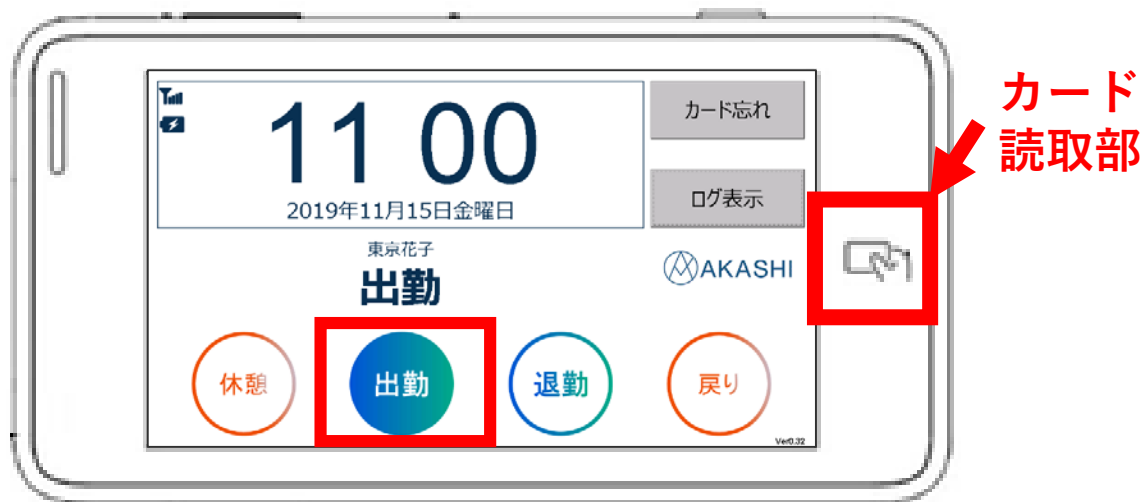 11 00
2019年11月15日金曜日
カード忘れ
ログ表示
カード
読取部
東京花子
出勤
AKASHI
休憩
出勤
退勤
戻り
Ver0.32